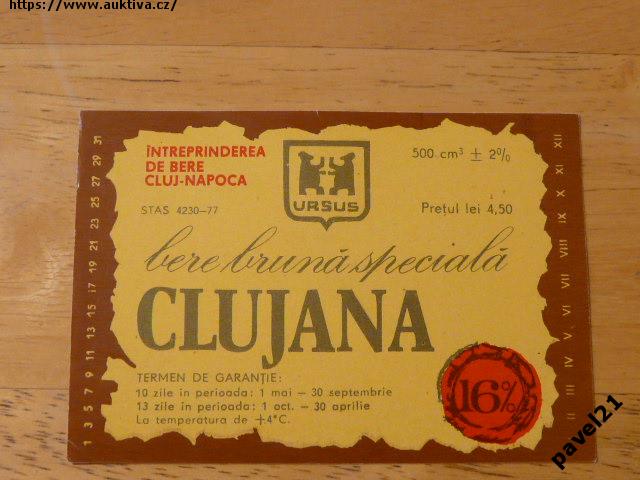 https://www.auktiva.cz/
ÎNTREPRINDEREA
DE BERE
CLUJ-NAPOCA
STAS 4230-77
URSUS
500 cm³ ± 2%
Prețul lei 4,50
bere brună specială
CLUJANA
TERMEN DE GARANȚIE:
10 zile în perioada: 1 mai - 30 septembrie
13 zile în perioada: 1 oct. - 30 aprilie
La temperatura de +4°C.
16%
1 3 5 7 9 11 13 15 17 19 21 23 25 27 29 31
II III IV V VI VII VIII IX X XI XII
pavel21